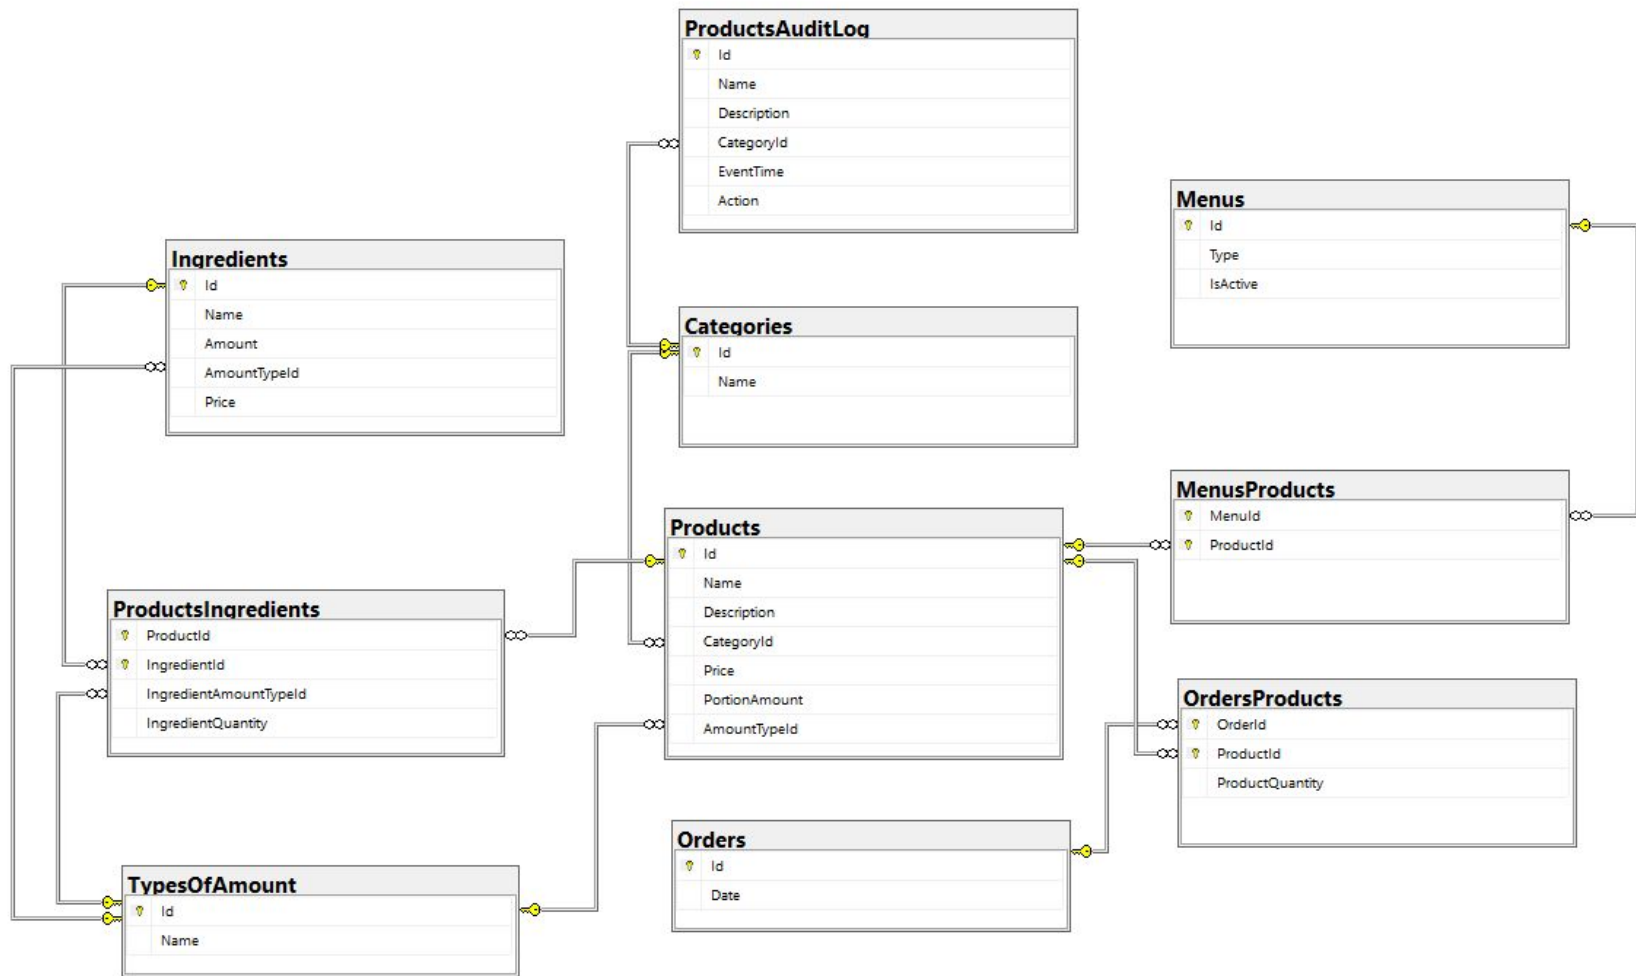 ProductsAuditLog
Id
Name
Description
CategoryId
EventTime
Action
Menus
Id
Type
IsActive
Ingredients
Id
Name
Amount
AmountTypeId
Price
Categories
Id
Name
MenusProducts
MenuId
ProductId
Products
Id
Name
Description
CategoryId
Price
PortionAmount
AmountTypeId
ProductsIngredients
ProductId
IngredientId
IngredientAmountTypeId
IngredientQuantity
OrdersProducts
OrderId
ProductId
ProductQuantity
Orders
Id
Date
TypesOfAmount
Id
Name